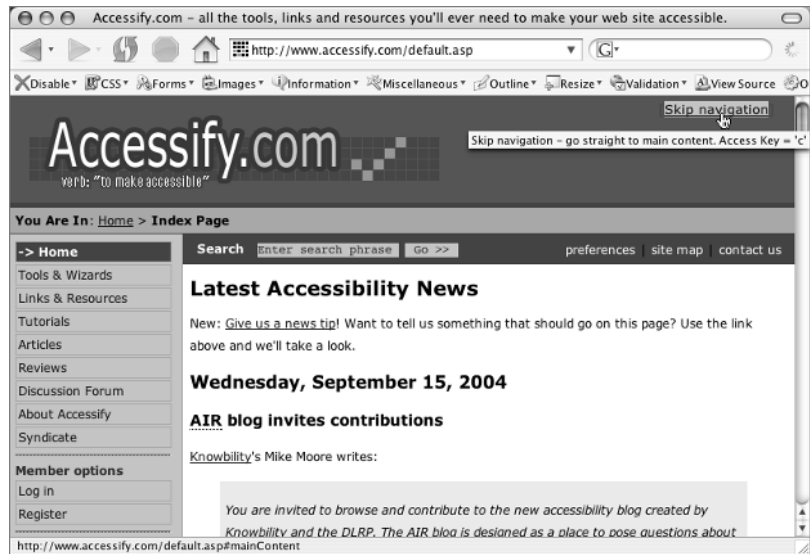 Accessify.com – all the tools, links and resources you'll ever need to make your web site accessible.
http://www.accessify.com/default.asp
G
Disable CSS Forms Images Information Miscellaneous Outline Resize Validation View Source O
Skip navigation
Skip navigation – go straight to main content. Access Key = 'c'
Accessify.com
verb: "to make accessible"
You Are In: Home > Index Page
-> Home
Tools & Wizards
Links & Resources
Tutorials
Articles
Reviews
Discussion Forum
About Accessify
Syndicate
Member options
Log in
Register
Search Enter search phrase Go >> preferences site map contact us
Latest Accessibility News
New: Give us a news tip! Want to tell us something that should go on this page? Use the link
above and we'll take a look.
Wednesday, September 15, 2004
AIR blog invites contributions
Knowbility's Mike Moore writes:
You are invited to browse and contribute to the new accessibility blog created by
Knowbility and the DLRP. The AIR blog is designed as a place to pose questions about
http://www.accessify.com/default.asp#mainContent